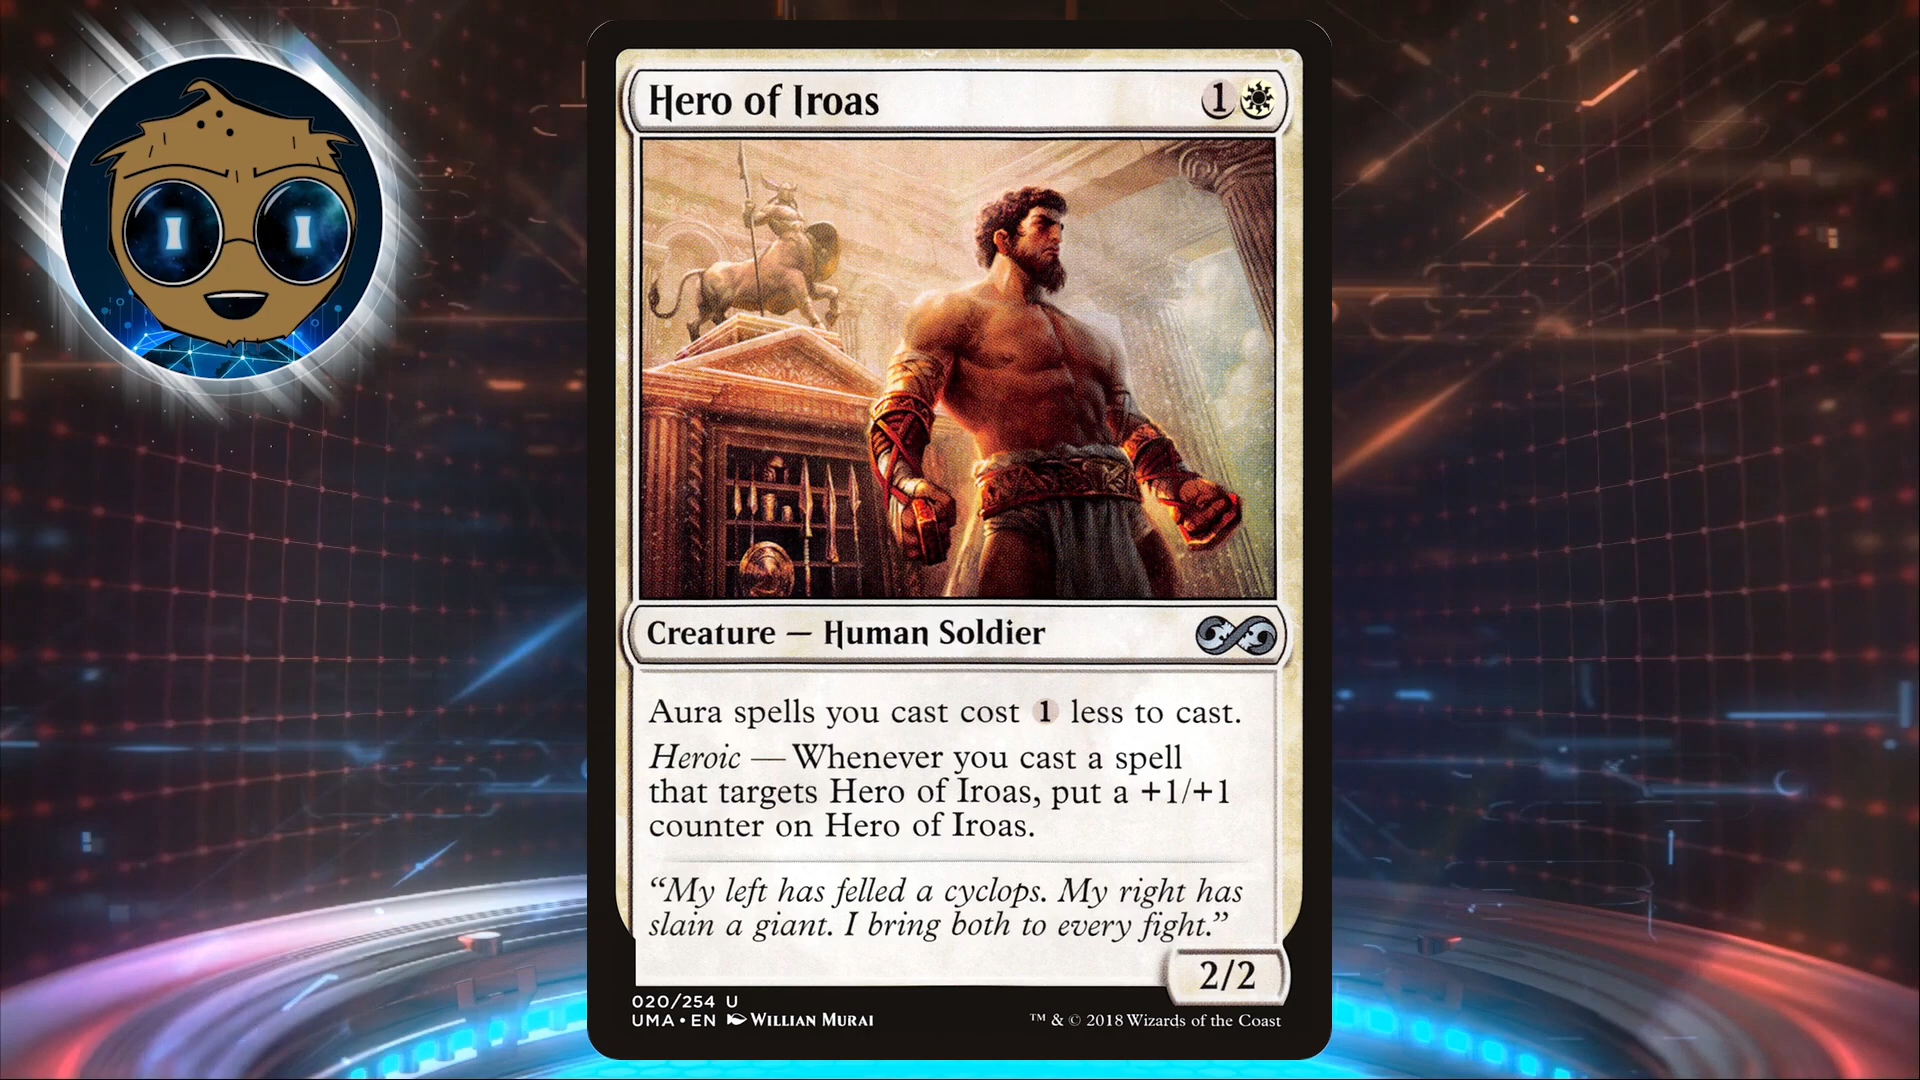 Hero of Iroas 1
Creature — Human Soldier
Aura spells you cast cost 1 less to cast.
Heroic — Whenever you cast a spell
that targets Hero of Iroas, put a +1/+1
counter on Hero of Iroas.
“My left has felled a cyclops. My right has
slain a giant. I bring both to every fight.”
2/2
020/254 U
UMA • EN Willian Murai
™ & © 2018 Wizards of the Coast